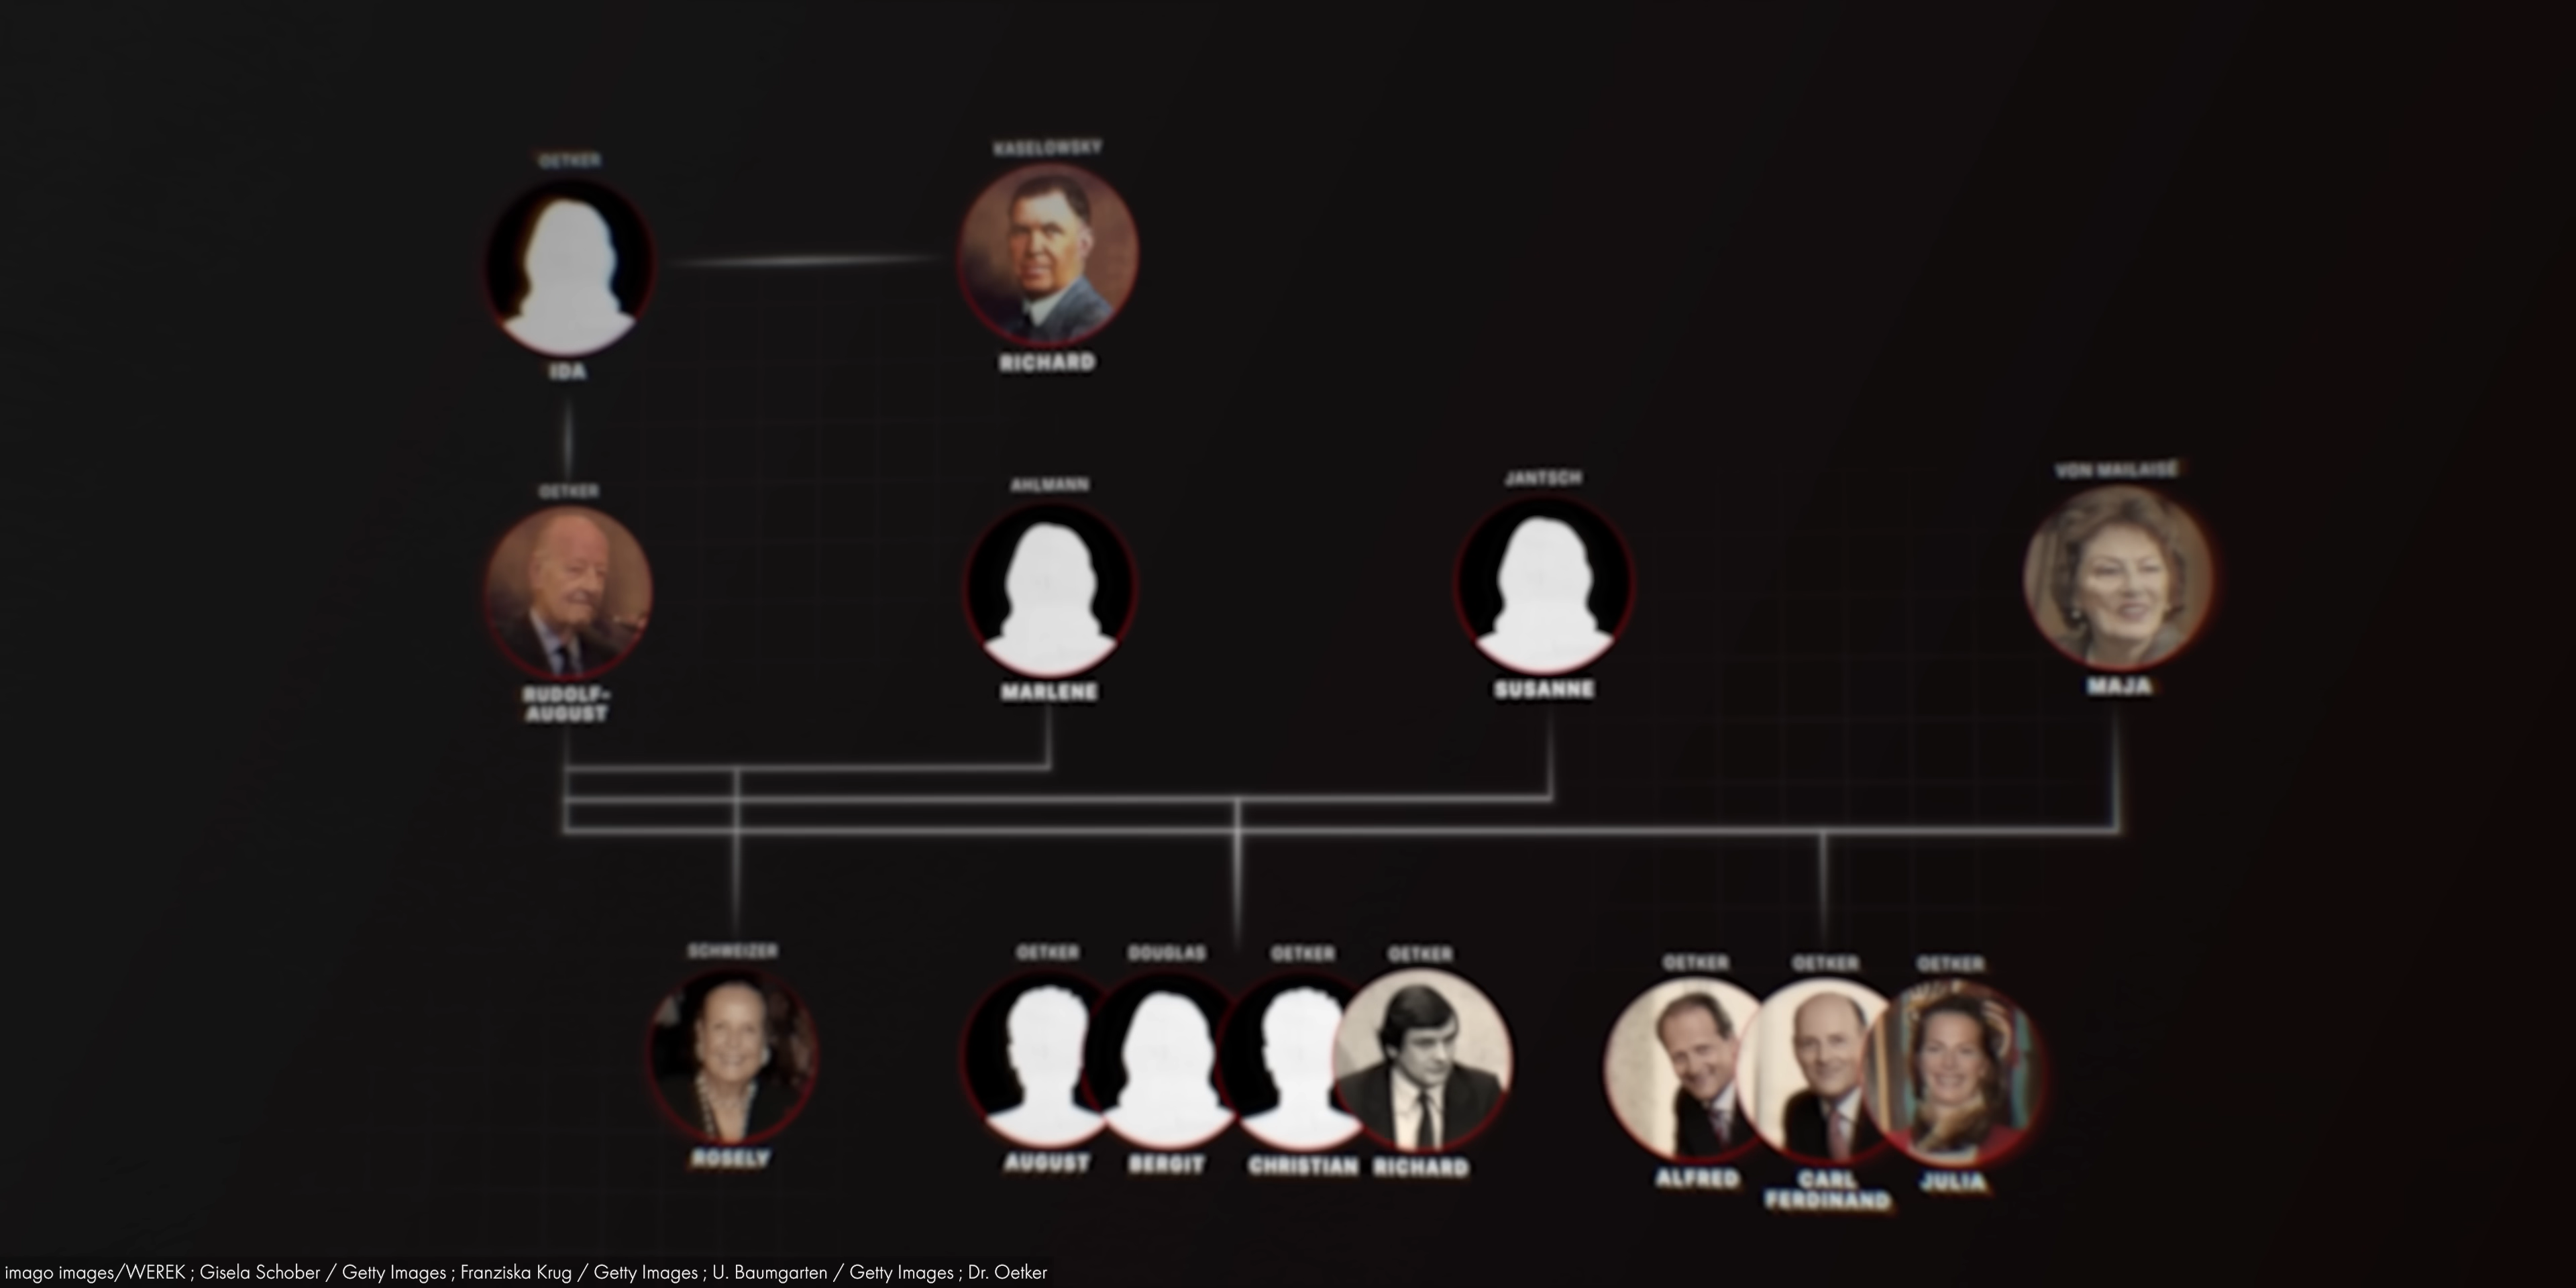 OETKER
KASELOWSKY
IDA
RICHARD
OETKER
AHLMANN
JANTSCH
VON MAILAISÉ
RUDOLF-
AUGUST
MARLENE
SUSANNE
MAJA
SCHWEIZER
OETKER
DOUGLAS
OETKER
OETKER
OETKER
OETKER
OETKER
ROSELY
AUGUST
BERGIT
CHRISTIAN
RICHARD
ALFRED
CARL
FERDINAND
JULIA
imago images/WEREK ; Gisela Schober / Getty Images ; Franziska Krug / Getty Images ; U. Baumgarten / Getty Images ; Dr. Oetker